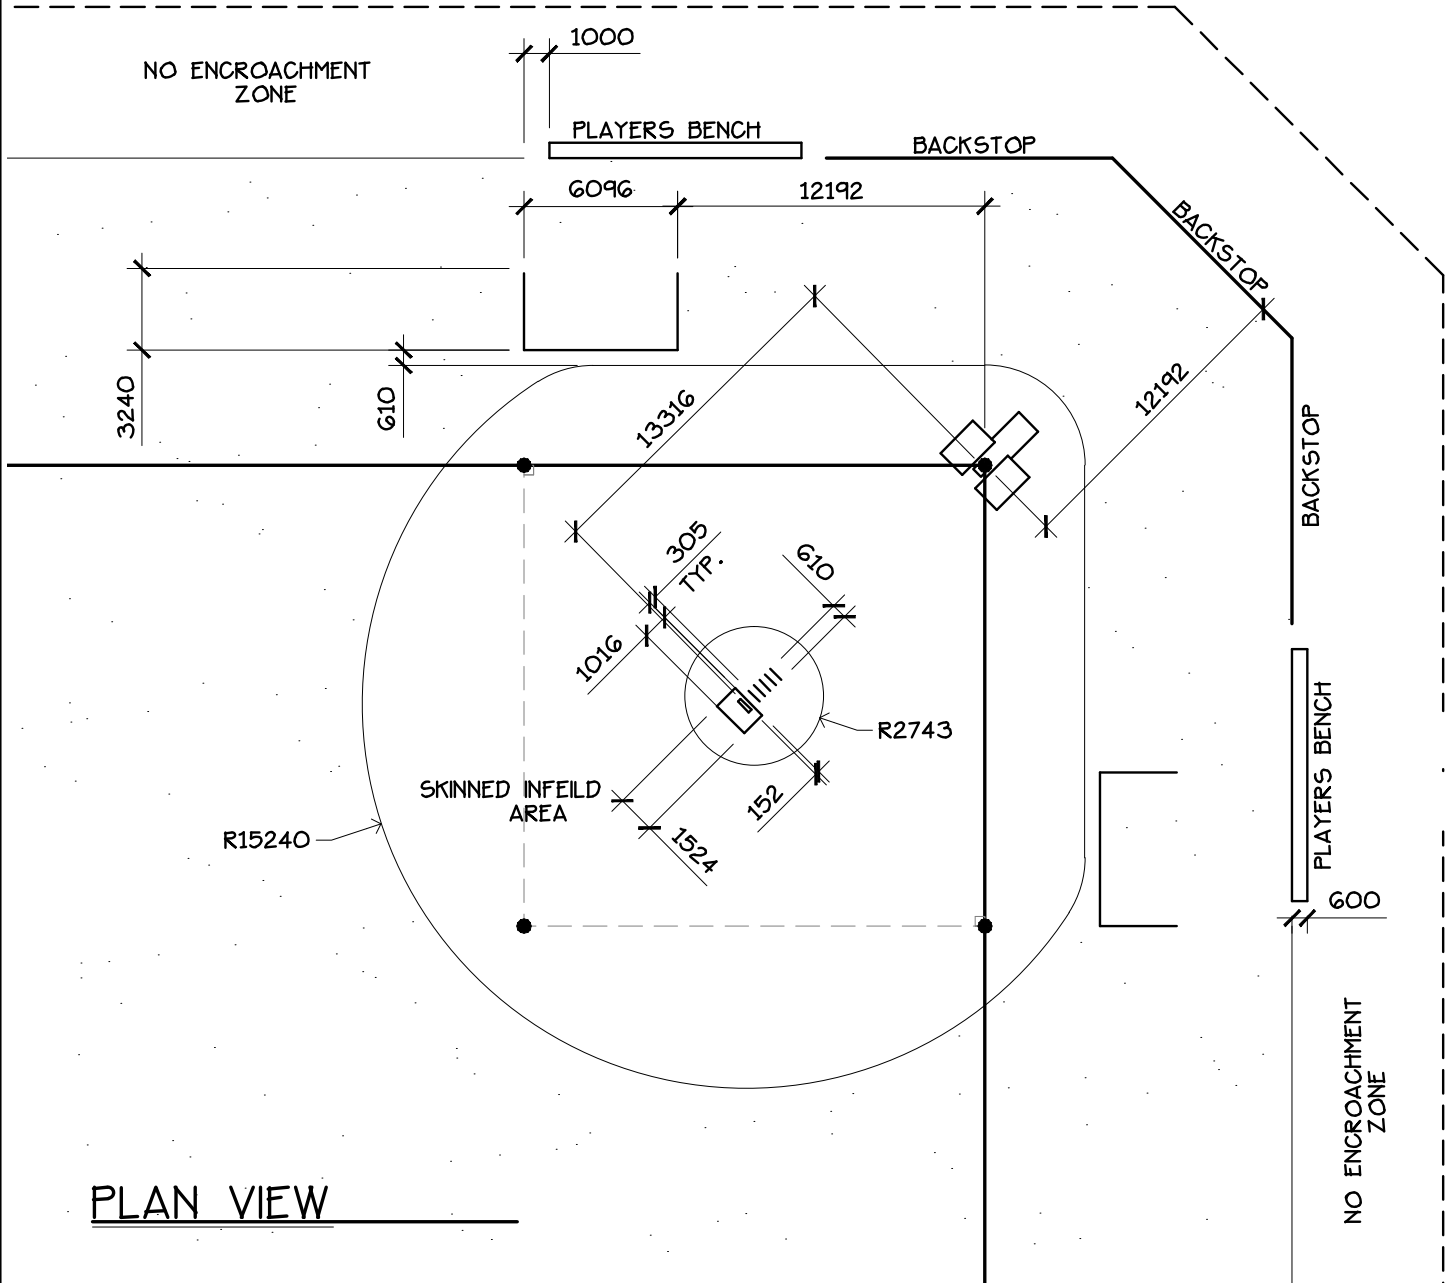 1000
NO ENCROACHMENT
ZONE
PLAYERS BENCH
BACKSTOP
6096
12192
BACKSTOP
3240
610
13316
12192
BACKSTOP
305
TYP.
610
1016
R2743
SKINNED INFEILD
AREA
152
1524
R15240
PLAYERS BENCH
600
NO ENCROACHMENT
ZONE
PLAN VIEW